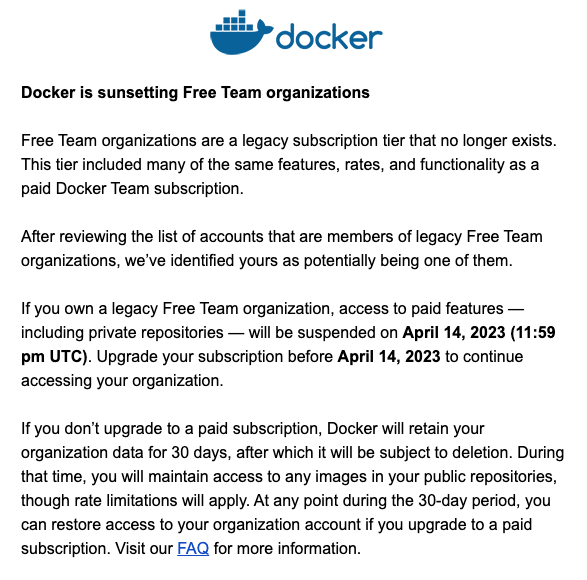 docker
Docker is sunsetting Free Team organizations
Free Team organizations are a legacy subscription tier that no longer exists.
This tier included many of the same features, rates, and functionality as a
paid Docker Team subscription.
After reviewing the list of accounts that are members of legacy Free Team
organizations, we’ve identified yours as potentially being one of them.
If you own a legacy Free Team organization, access to paid features —
including private repositories — will be suspended on April 14, 2023 (11:59
pm UTC). Upgrade your subscription before April 14, 2023 to continue
accessing your organization.
If you don’t upgrade to a paid subscription, Docker will retain your
organization data for 30 days, after which it will be subject to deletion. During
that time, you will maintain access to any images in your public repositories,
though rate limitations will apply. At any point during the 30-day period, you
can restore access to your organization account if you upgrade to a paid
subscription. Visit our FAQ for more information.